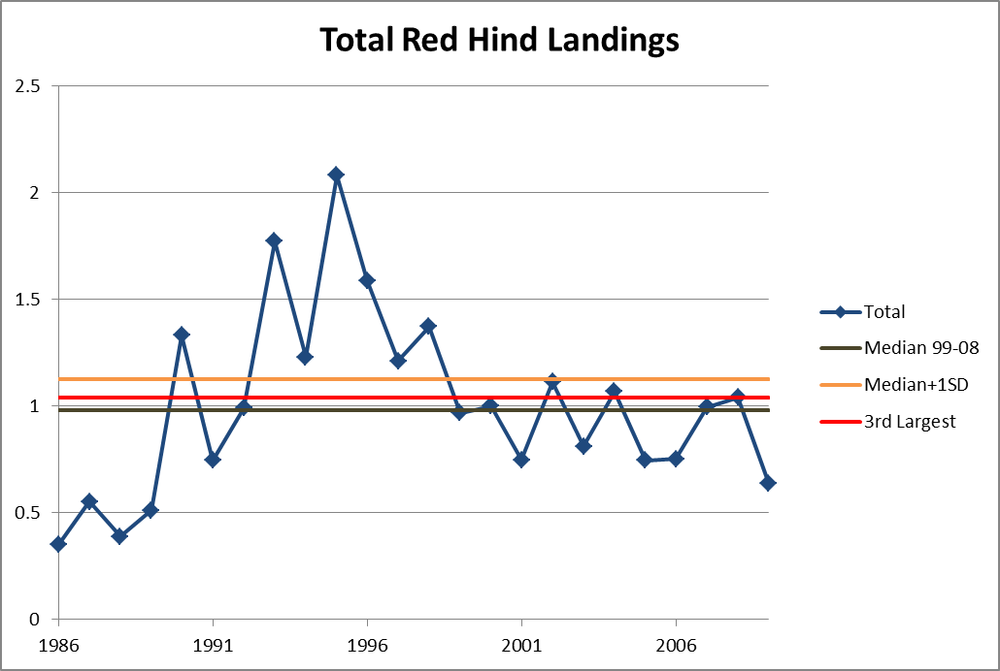 Total Red Hind Landings
2.5
2
1.5
1
0.5
0
1986 1991 1996 2001 2006
Total
Median 99-08
Median+1SD
3rd Largest